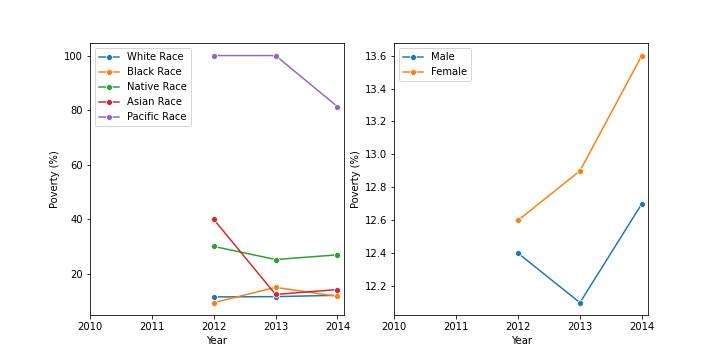 White Race
Black Race
Native Race
Asian Race
Pacific Race
100
80
60
40
20
Poverty (%)
2010 2011 2012 2013 2014
Year
Male
Female
13.6
13.4
13.2
13.0
12.8
12.6
12.4
12.2
Poverty (%)
2010 2011 2012 2013 2014
Year